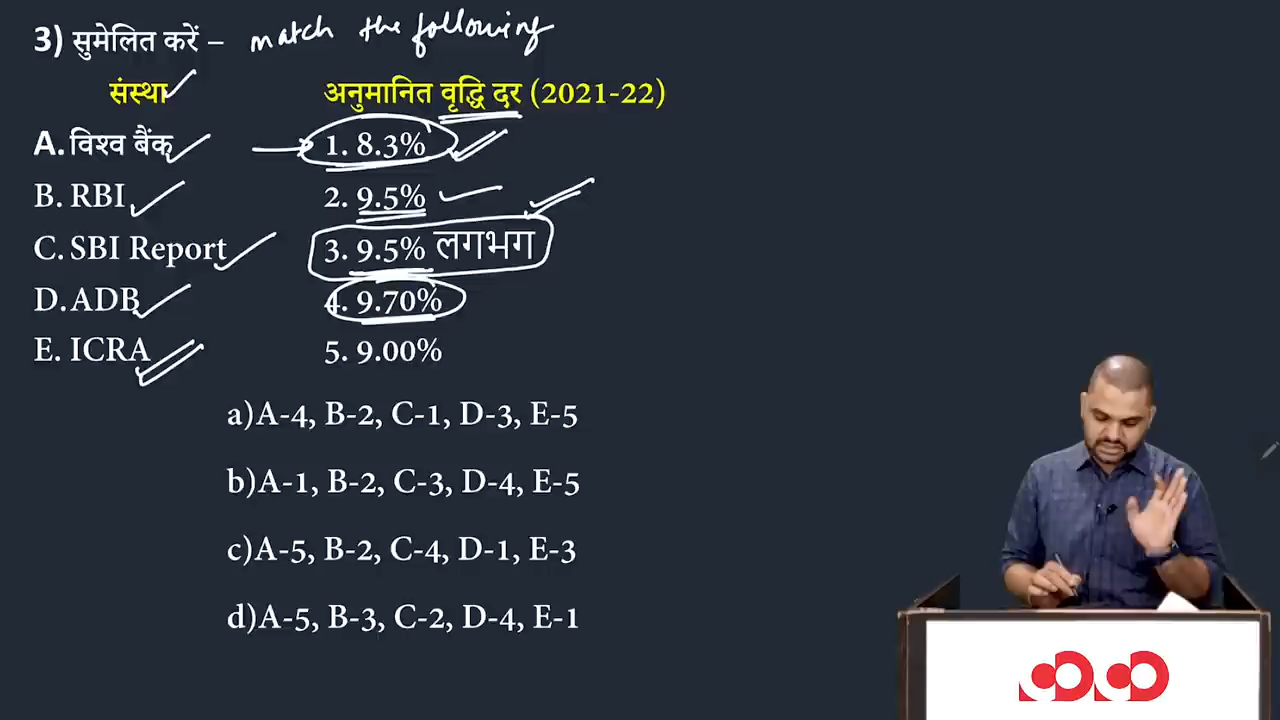 3) सुमेलित करें – match the following
संस्था अनुमानित वृद्धि दर (2021-22)
A. विश्व बैंक 1. 8.3%
B. RBI 2. 9.5%
C. SBI Report 3. 9.5% लगभग
D. ADB 4. 9.70%
E. ICRA 5. 9.00%
a)A-4, B-2, C-1, D-3, E-5
b)A-1, B-2, C-3, D-4, E-5
c)A-5, B-2, C-4, D-1, E-3
d)A-5, B-3, C-2, D-4, E-1